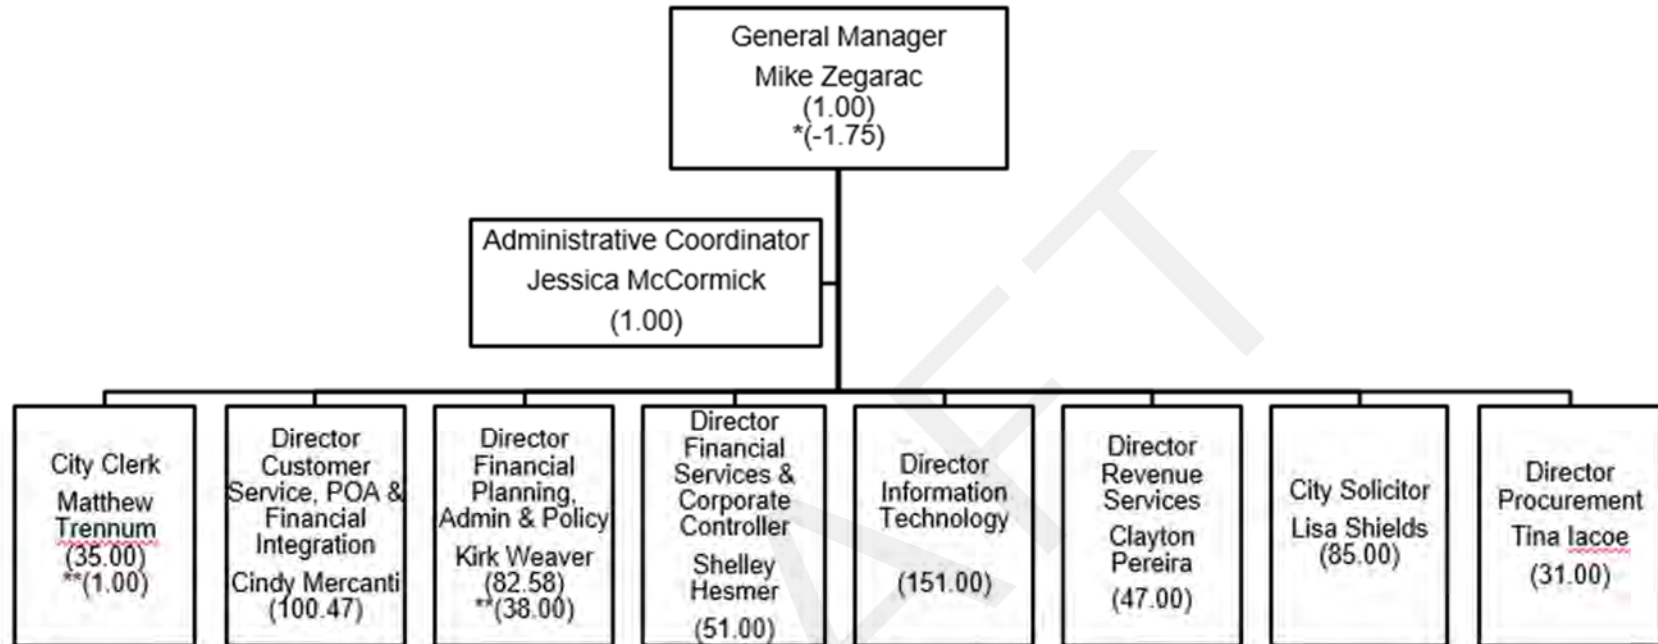 General Manager
Mike Zegarac
(1.00)
*(-1.75)
Administrative Coordinator
Jessica McCormick
(1.00)
City Clerk
Matthew
Trennum
(35.00)
**(1.00)
Director
Customer
Service, POA &
Financial
Integration
Cindy Mercanti
(100.47)
Director
Financial
Planning,
Admin & Policy
Kirk Weaver
(82.58)
**(38.00)
Director
Financial
Services &
Corporate
Controller
Shelley
Hesmer
(51.00)
Director
Information
Technology
(151.00)
Director
Revenue
Services
Clayton
Pereira
(47.00)
City Solicitor
Lisa Shields
(85.00)
Director
Procurement
Tina Iacoe
(31.00)
AFT